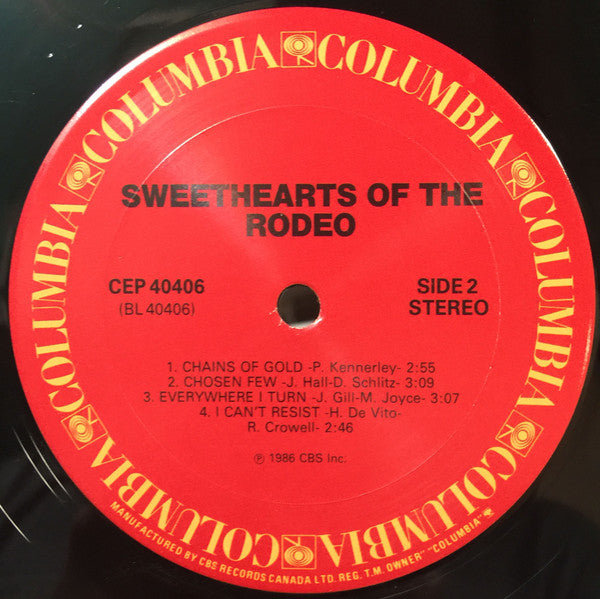 COLUMBIA COLUMBIA COLUMBIA COLUMBIA COLUMBIA COLUMBIA
SWEETHEARTS OF THE
RODEO
CEP 40406
(BL 40406)
SIDE 2
STEREO
1. CHAINS OF GOLD -P. Kennerley- 2:55
2. CHOSEN FEW -J. Hall-D. Schlitz- 3:09
3. EVERYWHERE I TURN -J. Gill-M. Joyce- 3:07
4. I CAN'T RESIST -H. De Vito-
R. Crowell- 2:46
℗ 1986 CBS Inc.
MANUFACTURED BY CBS RECORDS CANADA LTD. REG. T.M. OWNER "COLUMBIA"